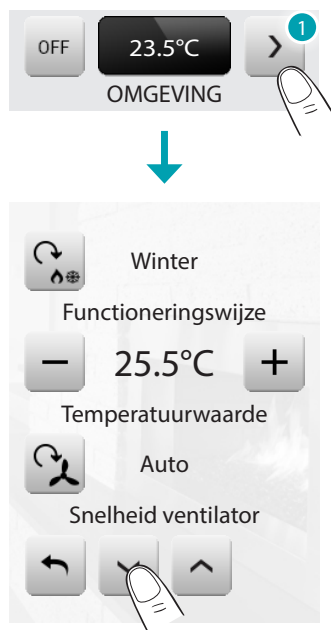 1
OFF 23.5°C >
OMGEVING
Winter
Functioneringswijze
− 25.5°C +
Temperatuurwaarde
Auto
Snelheid ventilator